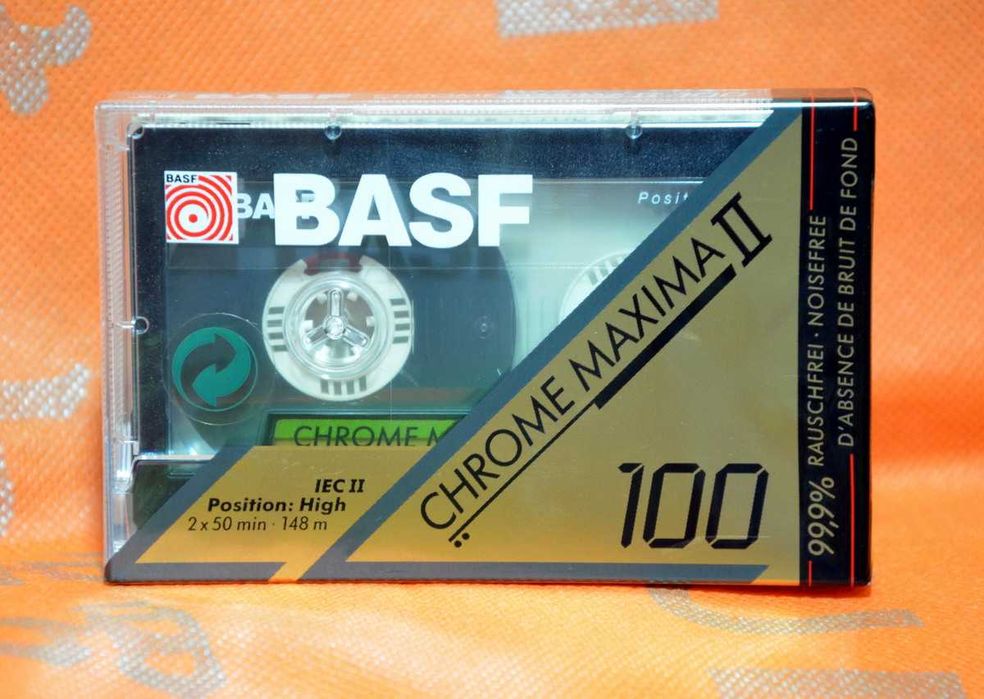 BASF
BASF
Posit
CHROME M
IEC II
Position: High
2 x 50 min · 148 m
CHROME MAXIMA II
100
99,9% RAUSCHFREI · NOISEFREE
D'ABSENCE DE BRUIT DE FOND